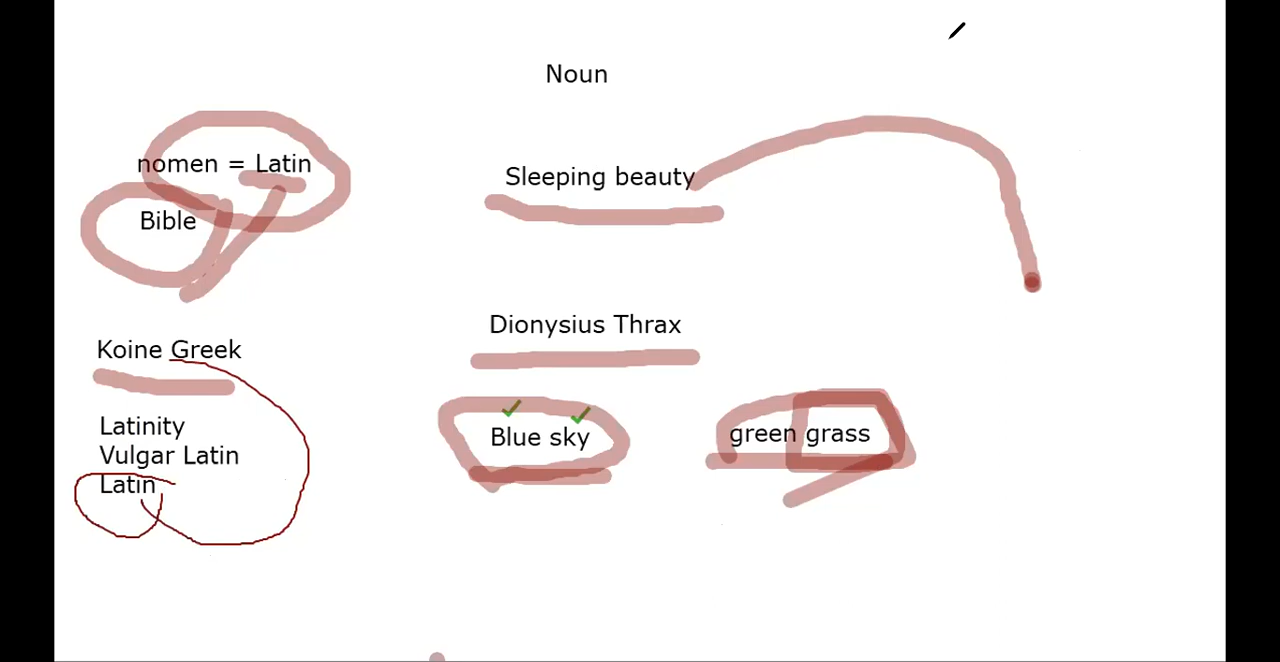 Noun
nomen = Latin
Sleeping beauty
Bible
Dionysius Thrax
Koine Greek
Latinity
Vulgar Latin
Latin
Blue sky
green grass